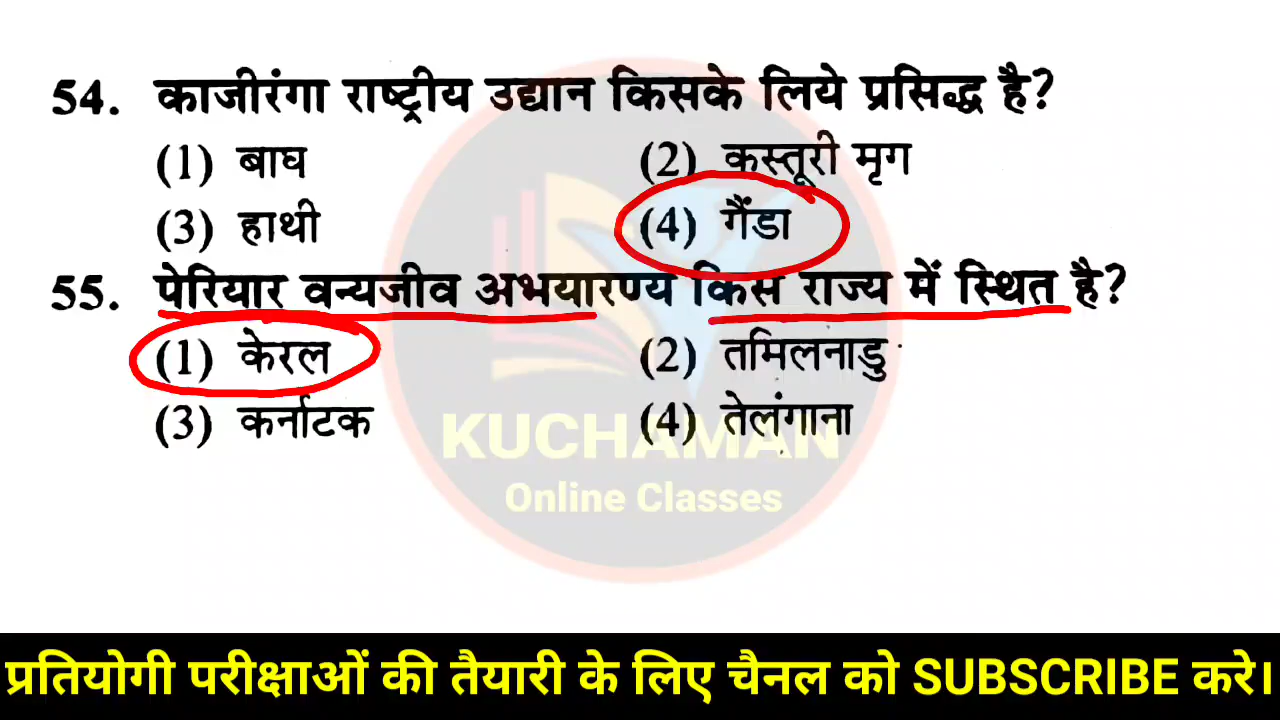 54. काजीरंगा राष्ट्रीय उद्यान किसके लिये प्रसिद्ध है?
(1) बाघ (2) कस्तूरी मृग
(3) हाथी (4) गैंडा
55. पेरियार वन्यजीव अभयारण्य किस राज्य में स्थित है?
(1) केरल (2) तमिलनाडु
(3) कर्नाटक (4) तेलंगाना
KUCHAMAN
Online Classes
प्रतियोगी परीक्षाओं की तैयारी के लिए चैनल को SUBSCRIBE करे।